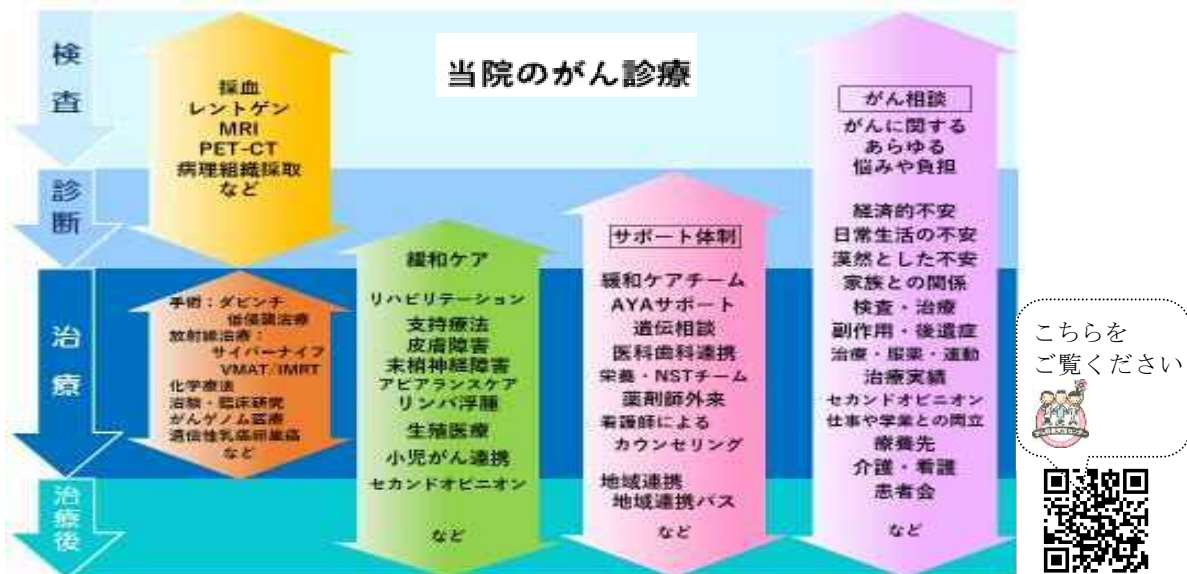 当院のがん診療
検査
診断
治療
治療後
採血
レントゲン
MRI
PET-CT
病理組織採取
など
手術：ダビンチ
低侵襲治療
放射線治療：
サイバーナイフ
VMAT/IMRT
化学療法
治験・臨床研究
がんゲノム医療
遺伝性乳癌卵巣癌
など
緩和ケア
リハビリテーション
支持療法
皮膚障害
末梢神経障害
アピアランスケア
リンパ浮腫
生殖医療
小児がん連携
セカンドオピニオン
など
サポート体制
緩和ケアチーム
AYAサポート
遺伝相談
医科歯科連携
栄養・NSTチーム
薬剤師外来
看護師による
カウンセリング
地域連携
地域連携パス
など
がん相談
がんに関する
あらゆる
悩みや負担
経済的不安
日常生活の不安
漠然とした不安
家族との関係
検査・治療
副作用・後遺症
治療・服薬・運動
治療実績
セカンドオピニオン
仕事や学業との両立
療養先
介護・看護
患者会
など
こちらを
ご覧ください